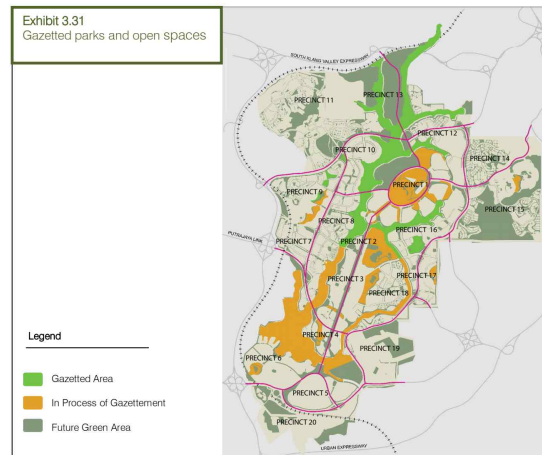 Exhibit 3.31
Gazetted parks and open spaces
SOUTH KLANG VALLEY EXPRESSWAY
PRECINCT 11
PRECINCT 13
PRECINCT 12
PRECINCT 10
PRECINCT 14
PRECINCT 1
PRECINCT 9
PRECINCT 15
PRECINCT 8
PRECINCT 16
PUTRAJAYA LINK
PRECINCT 7
PRECINCT 2
PRECINCT 3
PRECINCT 17
PRECINCT 18
PRECINCT 4
PRECINCT 19
PRECINCT 6
PRECINCT 5
PRECINCT 20
URBAN EXPRESSWAY
Legend
Gazetted Area
In Process of Gazettement
Future Green Area